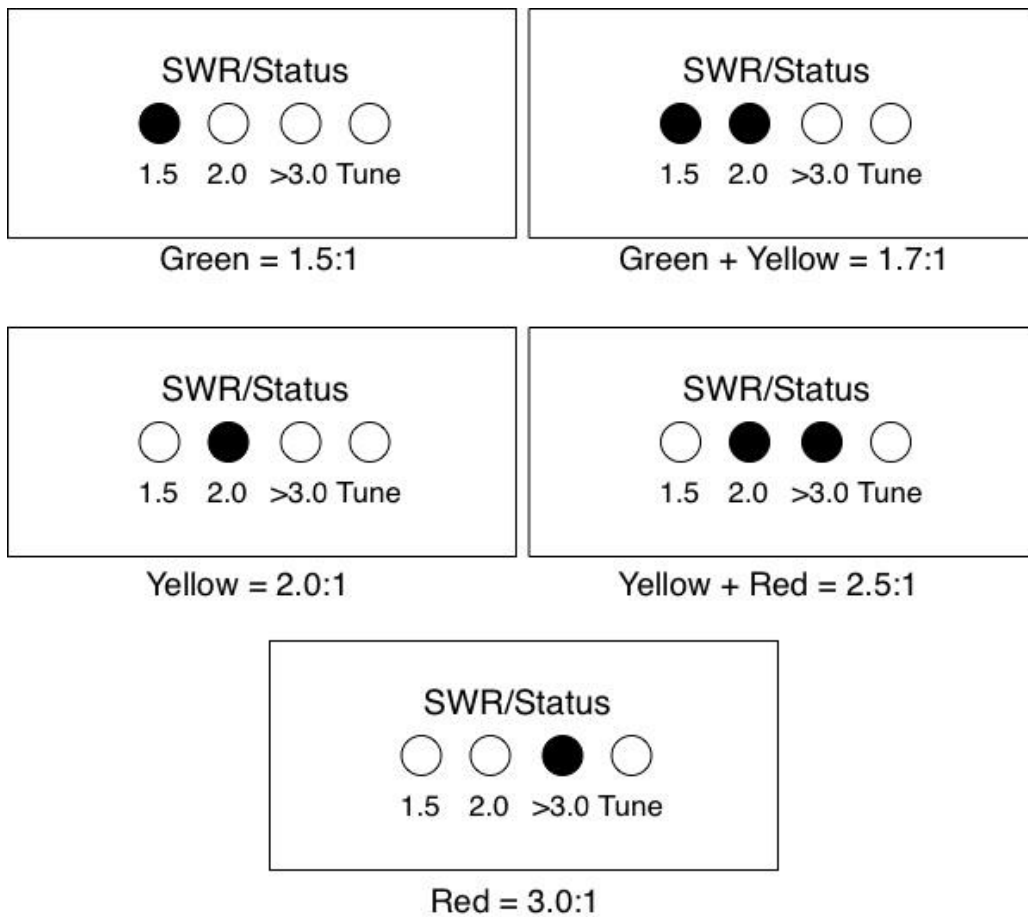 SWR/Status
1.5 2.0 >3.0 Tune
Green = 1.5:1
SWR/Status
1.5 2.0 >3.0 Tune
Green + Yellow = 1.7:1
SWR/Status
1.5 2.0 >3.0 Tune
Yellow = 2.0:1
SWR/Status
1.5 2.0 >3.0 Tune
Yellow + Red = 2.5:1
SWR/Status
1.5 2.0 >3.0 Tune
Red = 3.0:1